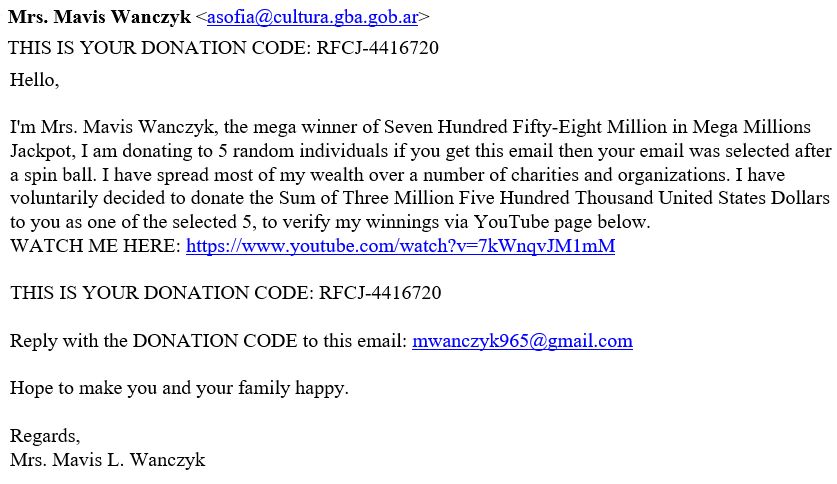 Mrs. Mavis Wanczyk <asofia@cultura.gba.gob.ar>
THIS IS YOUR DONATION CODE: RFCJ-4416720
Hello,
I'm Mrs. Mavis Wanczyk, the mega winner of Seven Hundred Fifty-Eight Million in Mega Millions
Jackpot, I am donating to 5 random individuals if you get this email then your email was selected after
a spin ball. I have spread most of my wealth over a number of charities and organizations. I have
voluntarily decided to donate the Sum of Three Million Five Hundred Thousand United States Dollars
to you as one of the selected 5, to verify my winnings via YouTube page below.
WATCH ME HERE: https://www.youtube.com/watch?v=7kWnqvJM1mM
THIS IS YOUR DONATION CODE: RFCJ-4416720
Reply with the DONATION CODE to this email: mwanczyk965@gmail.com
Hope to make you and your family happy.
Regards,
Mrs. Mavis L. Wanczyk